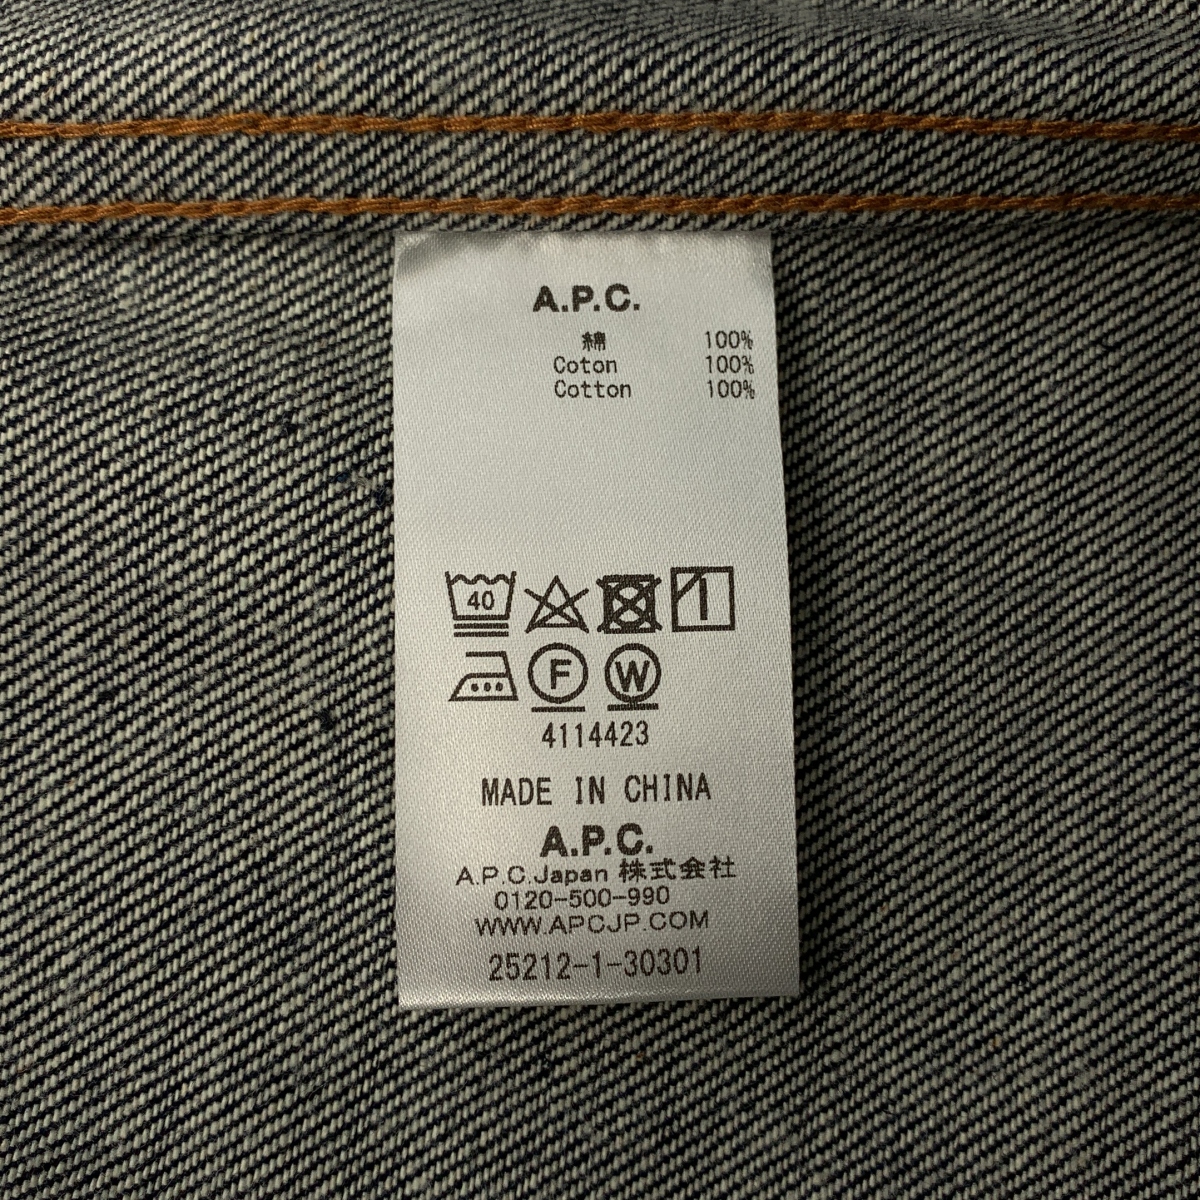 A.P.C.
綿 100%
Coton 100%
Cotton 100%
40
F W
4114423
MADE IN CHINA
A.P.C.
A.P.C.Japan 株式会社
0120-500-990
WWW.APCJP.COM
25212-1-30301